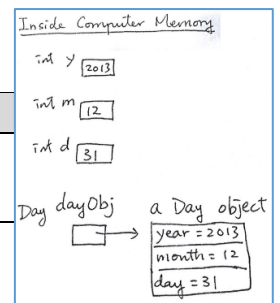 Inside Computer Memory
int y 2013
int m 12
int d 31
Day dayObj
a Day object
year = 2013
month = 12
day = 31